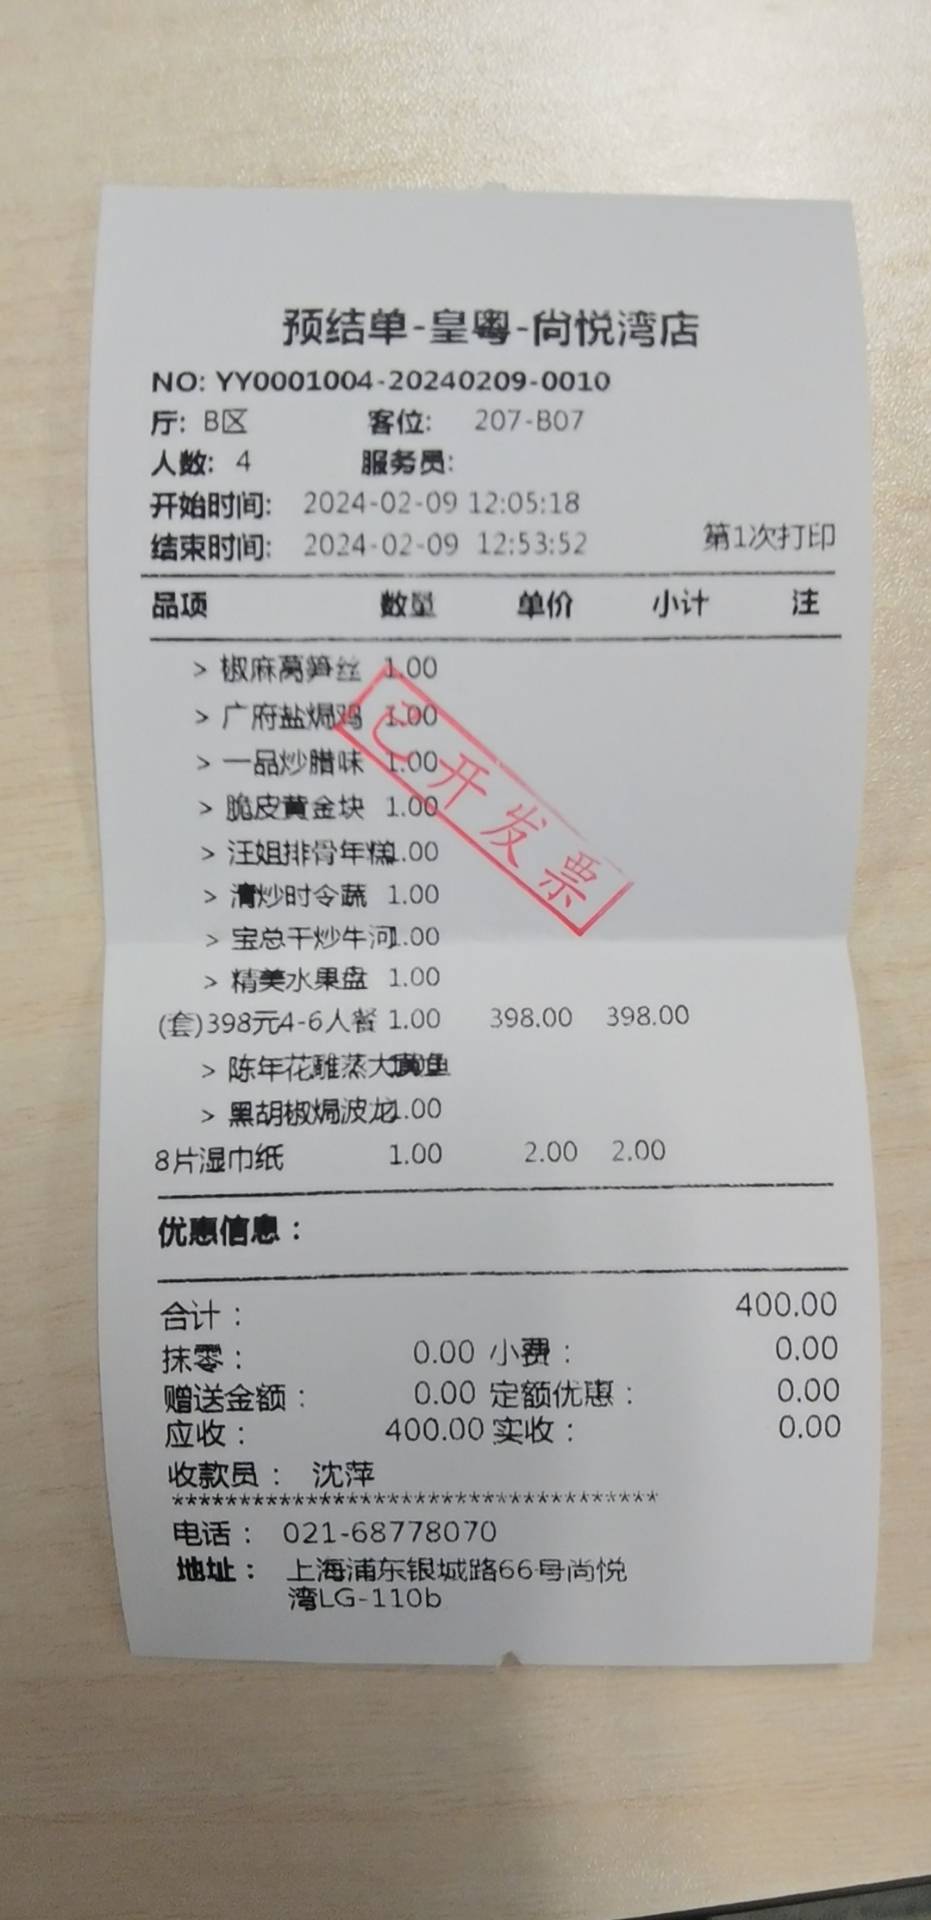 预结单-皇粤-尚悦湾店
NO: YY0001004-20240209-0010
厅: B区 客位: 207-B07
人数: 4 服务员:
开始时间: 2024-02-09 12:05:18
结束时间: 2024-02-09 12:53:52 第1次打印
品项 数量 单价 小计 注
> 椒麻莴笋丝 1.00
> 广府盐焗鸡 1.00
> 一品炒腊味 1.00
> 脆皮黄金块 1.00
> 汪姐排骨年糕1.00
> 清炒时令蔬 1.00
> 宝总干炒牛河1.00
> 精美水果盘 1.00
(套)398元4-6人餐 1.00 398.00 398.00
> 陈年花雕蒸大黄鱼
> 黑胡椒焗波龙1.00
8片湿巾纸 1.00 2.00 2.00
已开发票
优惠信息：
合计： 400.00
抹零： 0.00 小费： 0.00
赠送金额： 0.00 定额优惠： 0.00
应收： 400.00 实收： 0.00
收款员： 沈萍
************************************
电话： 021-68778070
地址： 上海浦东银城路66号尚悦
湾LG-110b